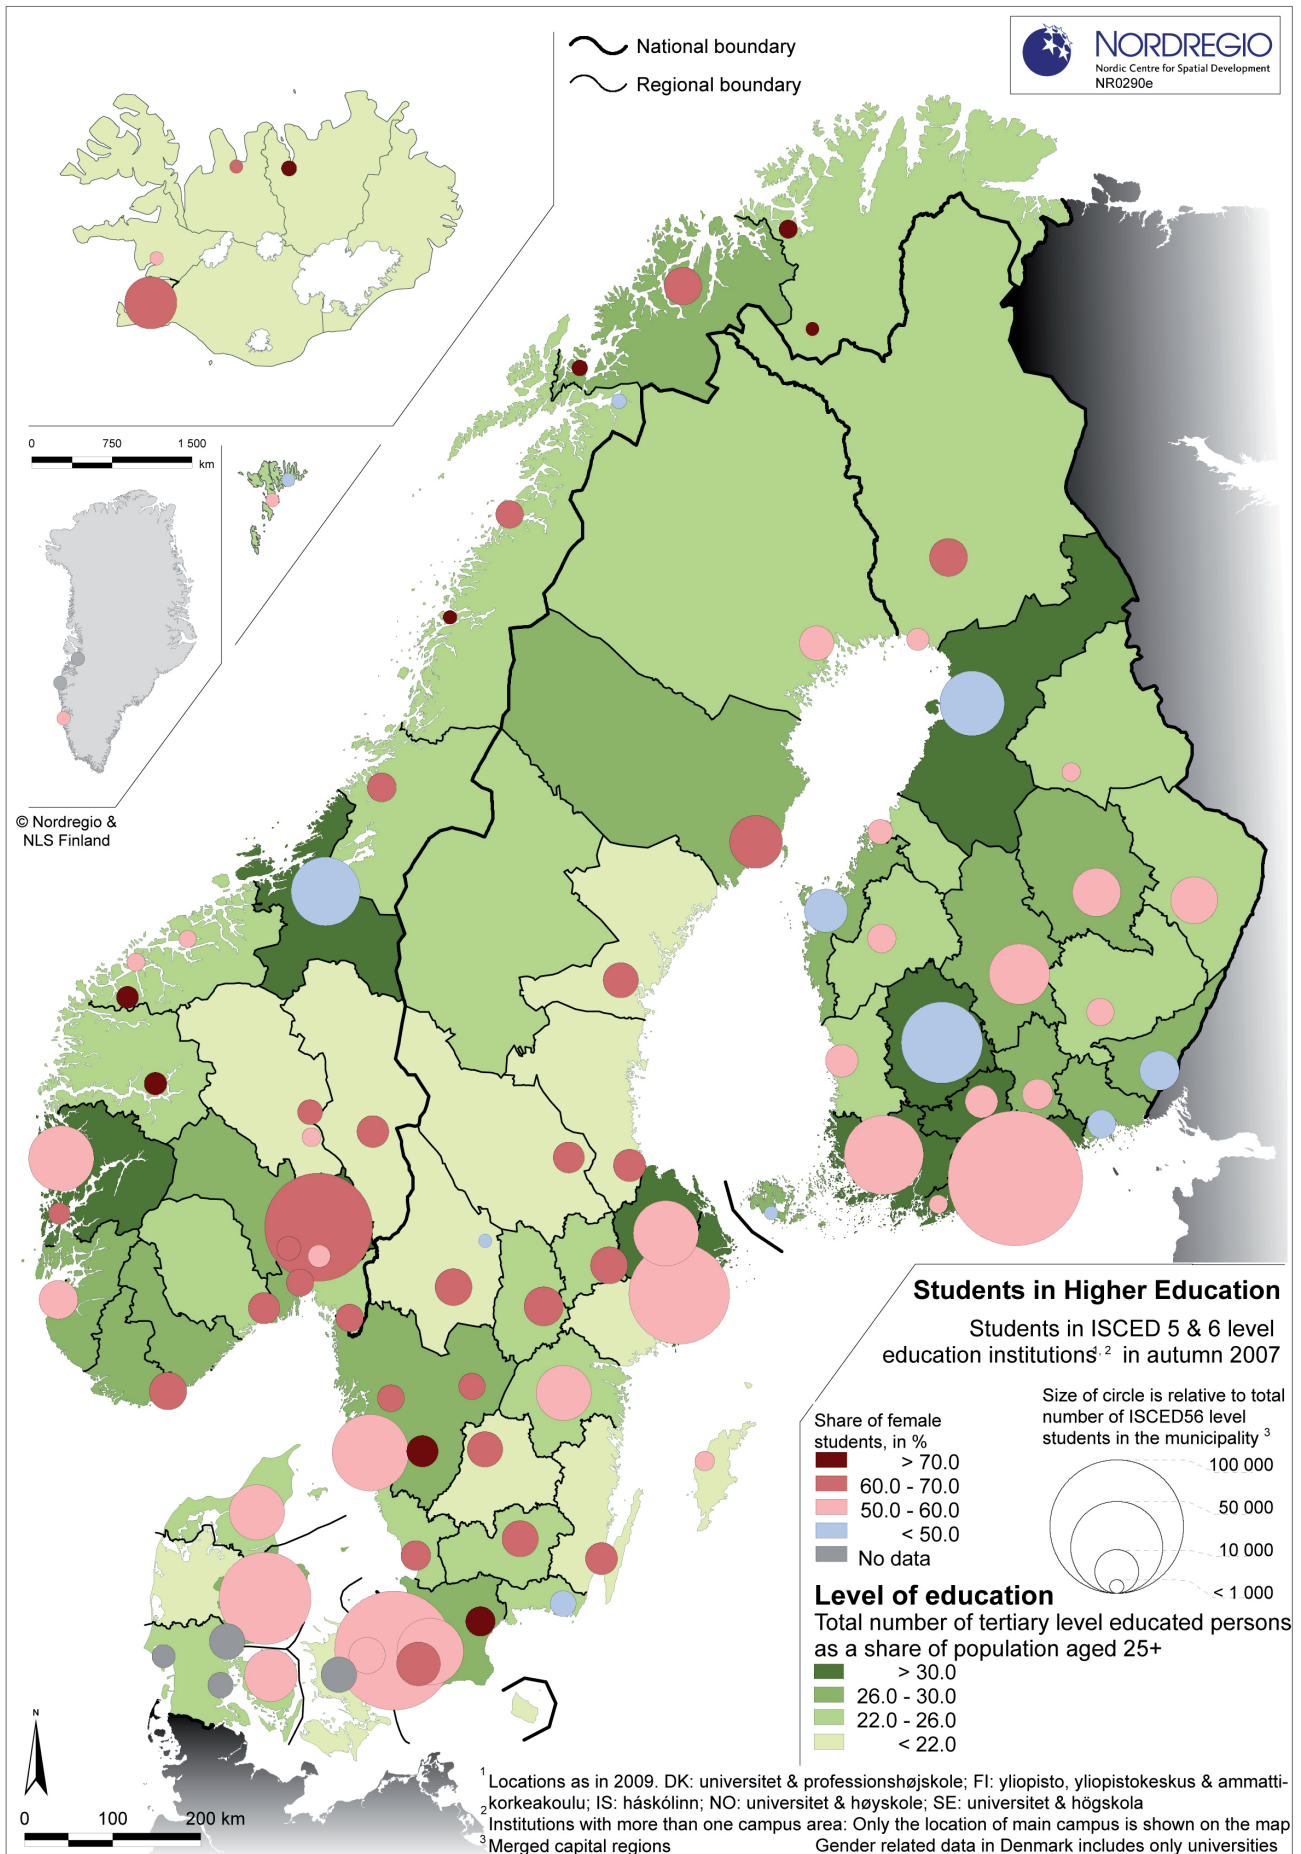 National boundary
Regional boundary
NORDREGIO
Nordic Centre for Spatial Development
NR0290e
0 750 1 500
km
© Nordregio &
NLS Finland
Students in Higher Education
Students in ISCED 5 & 6 level
education institutions1, 2 in autumn 2007
Share of female
students, in %
> 70.0
60.0 - 70.0
50.0 - 60.0
< 50.0
No data
Size of circle is relative to total
number of ISCED56 level
students in the municipality 3
100 000
50 000
10 000
< 1 000
Level of education
Total number of tertiary level educated persons
as a share of population aged 25+
> 30.0
26.0 - 30.0
22.0 - 26.0
< 22.0
N
0 100 200 km
1 Locations as in 2009. DK: universitet & professionshøjskole; FI: yliopisto, yliopistokeskus & ammatti-
korkeakoulu; IS: háskólinn; NO: universitet & høyskole; SE: universitet & högskola
2 Institutions with more than one campus area: Only the location of main campus is shown on the map
3 Merged capital regions Gender related data in Denmark includes only universities